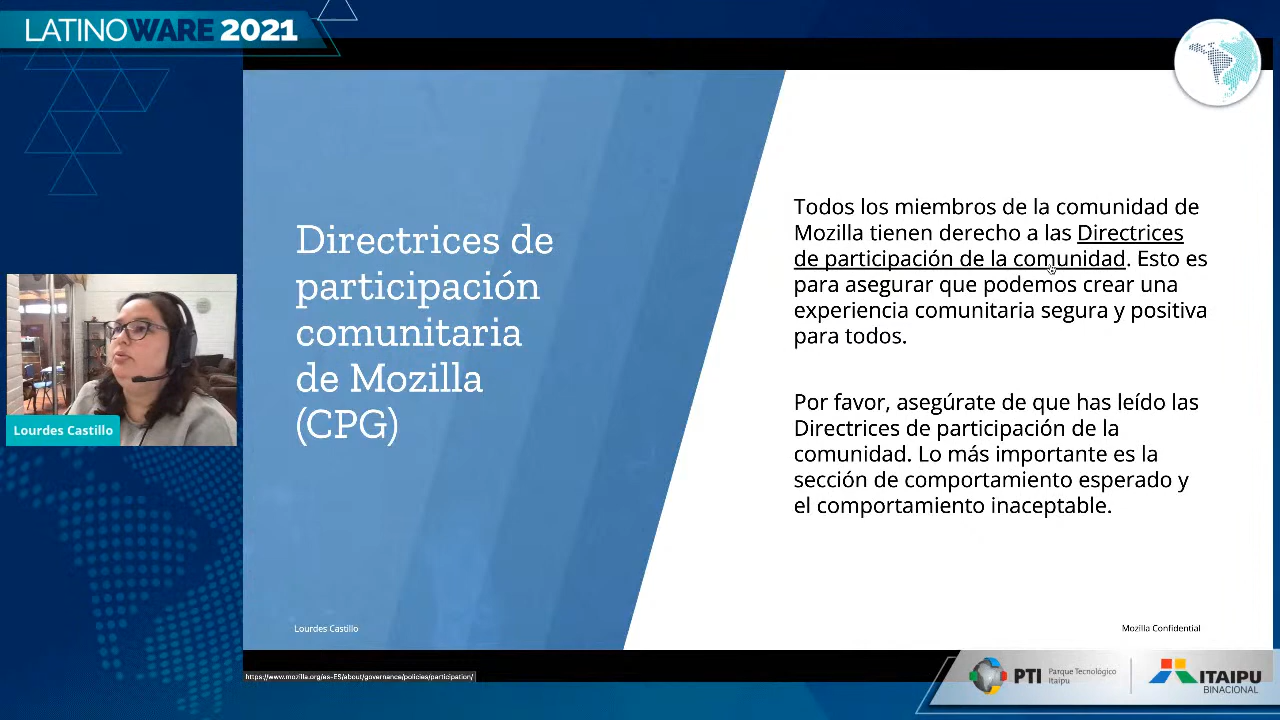 LATINOWARE 2021
Directrices de
participación
comunitaria
de Mozilla
(CPG)
Todos los miembros de la comunidad de
Mozilla tienen derecho a las Directrices
de participación de la comunidad. Esto es
para asegurar que podemos crear una
experiencia comunitaria segura y positiva
para todos.
Por favor, asegúrate de que has leído las
Directrices de participación de la
comunidad. Lo más importante es la
sección de comportamiento esperado y
el comportamiento inaceptable.
Lourdes Castillo
Lourdes Castillo
Mozilla Confidential
https://www.mozilla.org/es-ES/about/governance/policies/participation/
PTI
Parque Tecnológico
Itaipu
ITAIPU
BINACIONAL